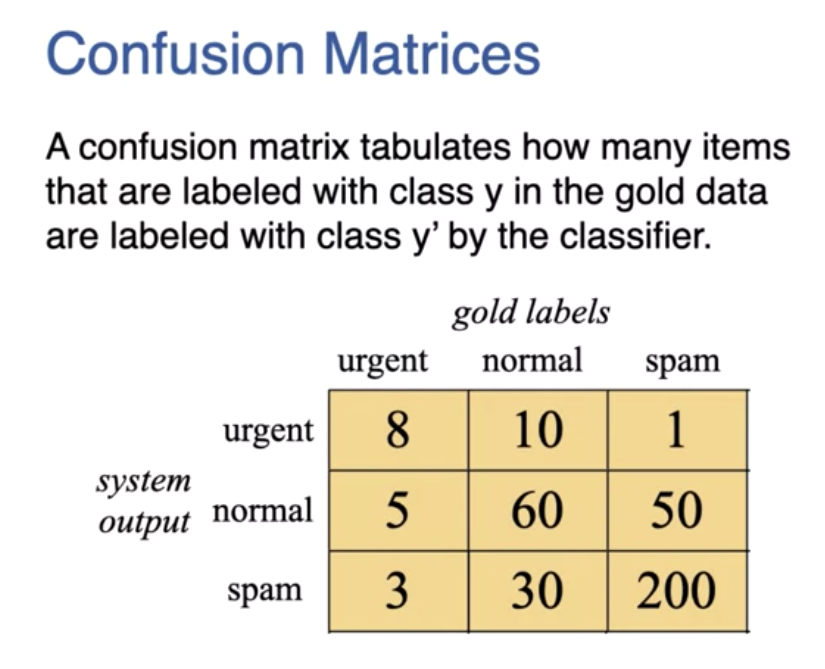 Confusion Matrices
A confusion matrix tabulates how many items
that are labeled with class y in the gold data
are labeled with class y’ by the classifier.
gold labels
urgent normal spam
urgent 8 10 1
system
output
normal 5 60 50
spam 3 30 200